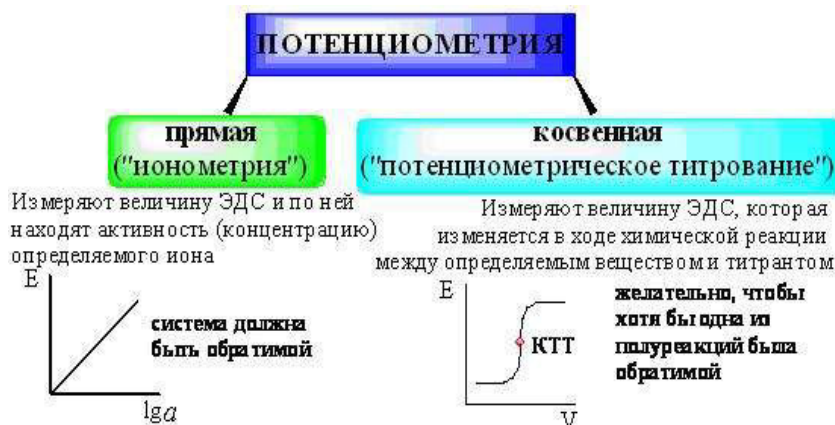 ПОТЕНЦИОМЕТРИЯ
прямая
("ионометрия")
косвенная
("потенциометрическое титрование")
Измеряют величину ЭДС и по ней
находят активность (концентрацию)
определяемого иона
Измеряют величину ЭДС, которая
изменяется в ходе химической реакции
между определяемым веществом и титрантом
E
система должна
быть обратимой
lga
E
КТТ
V
желательно, чтобы
хотя бы одна из
полуреакций была
обратимой